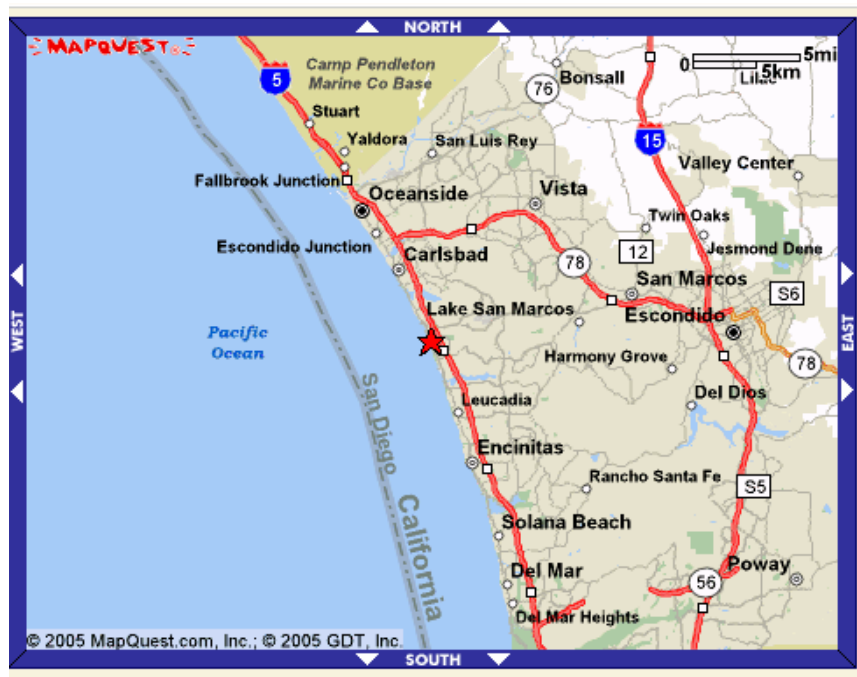 NORTH
MAPQUEST
5mi
0
5km
Lilac
Camp Pendleton
Marine Co Base
5
Bonsall
76
Stuart
15
Yaldora
San Luis Rey
Valley Center
Fallbrook Junction
Oceanside
Vista
Twin Oaks
Escondido Junction
12
Jesmond Dene
Carlsbad
78
San Marcos
S6
Lake San Marcos
Escondido
WEST
EAST
Pacific
Ocean
Harmony Grove
78
San Diego
Leucadia
Del Dios
Encinitas
Rancho Santa Fe
S5
California
Solana Beach
Del Mar
56
Poway
Del Mar Heights
© 2005 MapQuest.com, Inc.; © 2005 GDT, Inc.
SOUTH